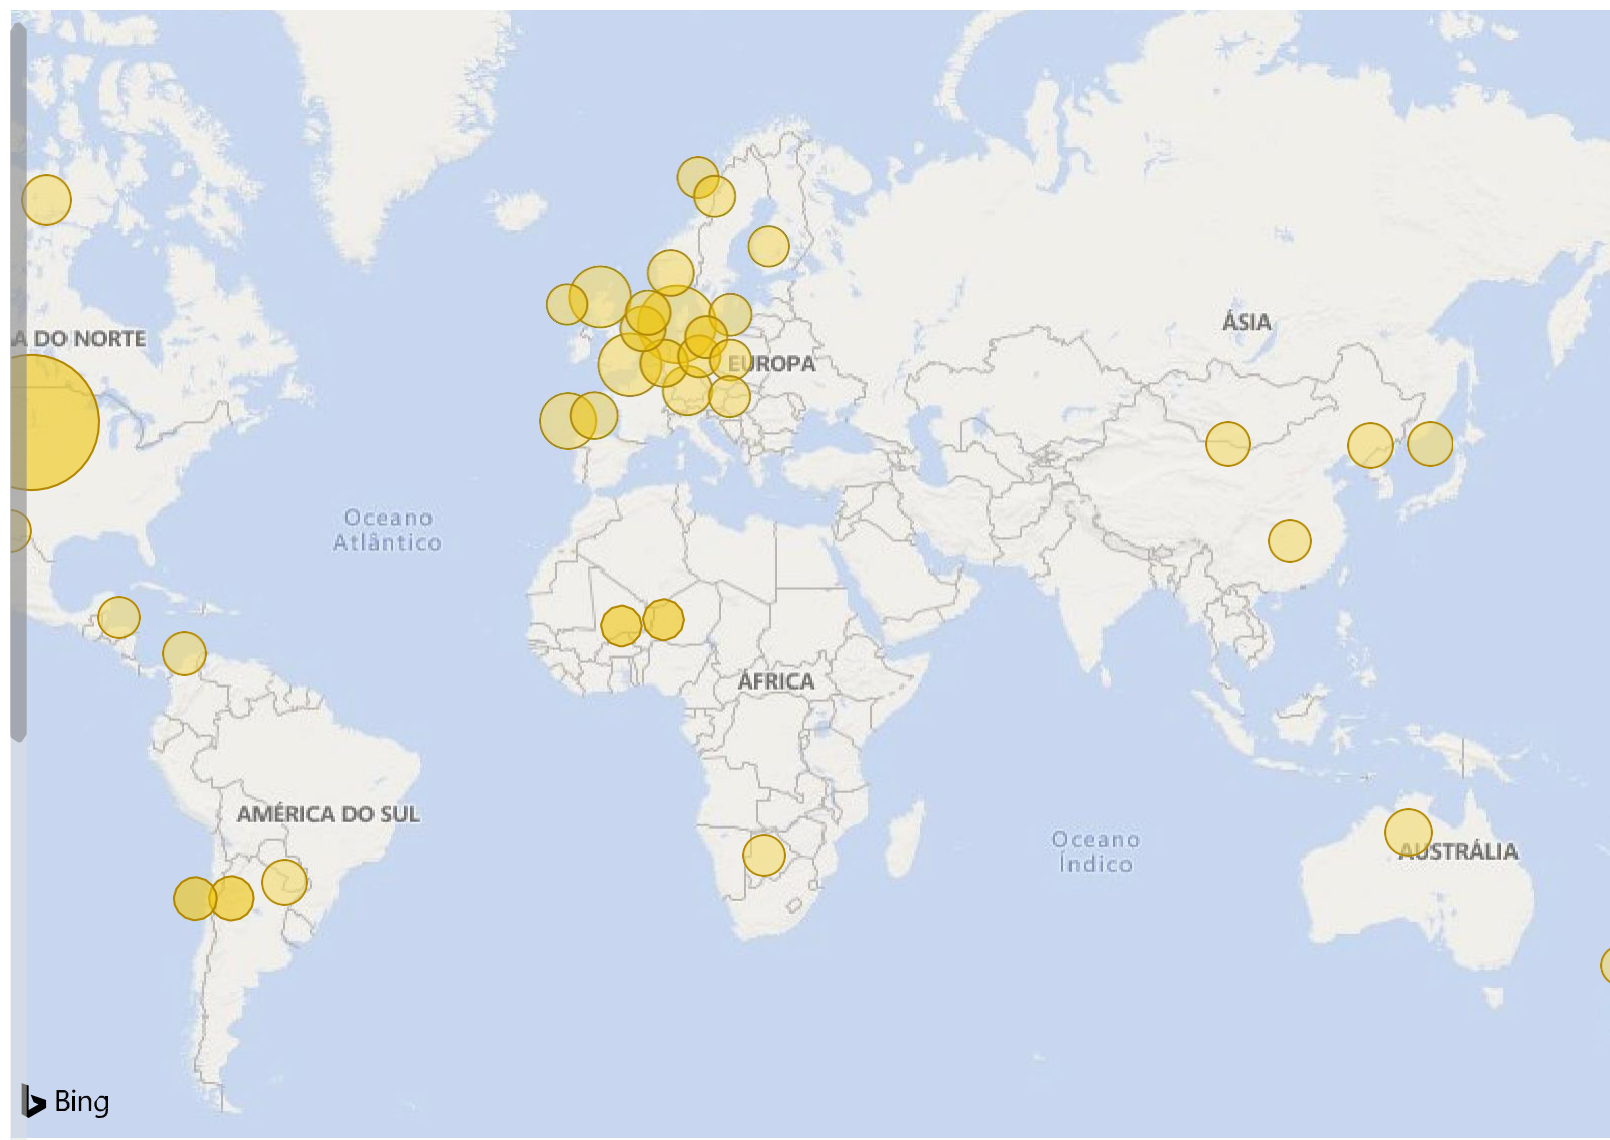 ÁSIA
A DO NORTE
EUROPA
Oceano
Atlântico
ÁFRICA
AMÉRICA DO SUL
Oceano
Índico
AUSTRÁLIA
Bing